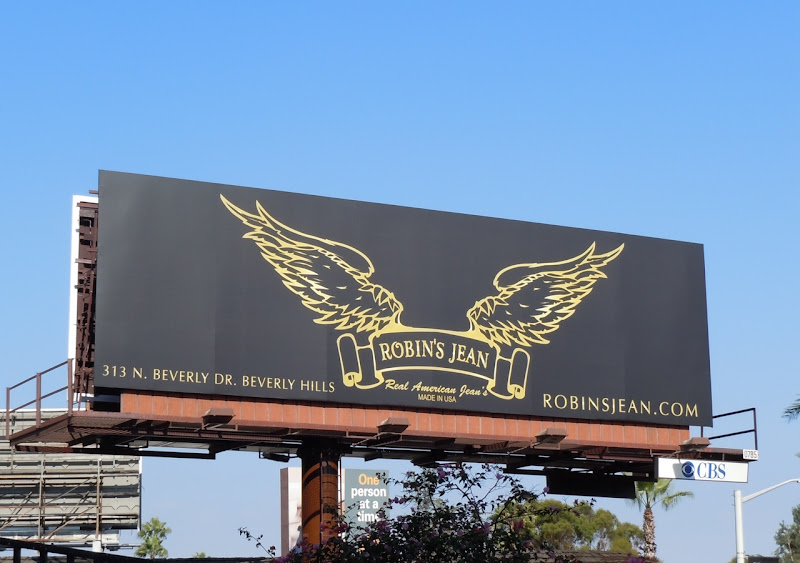 ROBIN'S JEAN
Real American Jean's
MADE IN USA
313 N. BEVERLY DR. BEVERLY HILLS
ROBINSJEAN.COM
CBS
One
person
at a
time